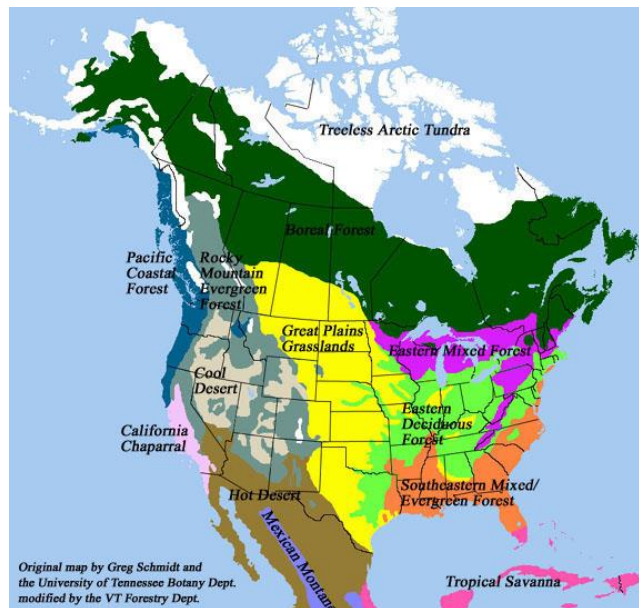 Treeless Arctic Tundra
Boreal Forest
Pacific
Coastal
Forest
Rocky
Mountain
Evergreen
Forest
Great Plains
Grasslands
Eastern Mixed Forest
Cool
Desert
Eastern
Deciduous
Forest
California
Chaparral
Southeastern Mixed/
Evergreen Forest
Hot Desert
Mexican Montane
Original map by Greg Schmidt and
the University of Tennessee Botany Dept.
modified by the VT Forestry Dept.
Tropical Savanna